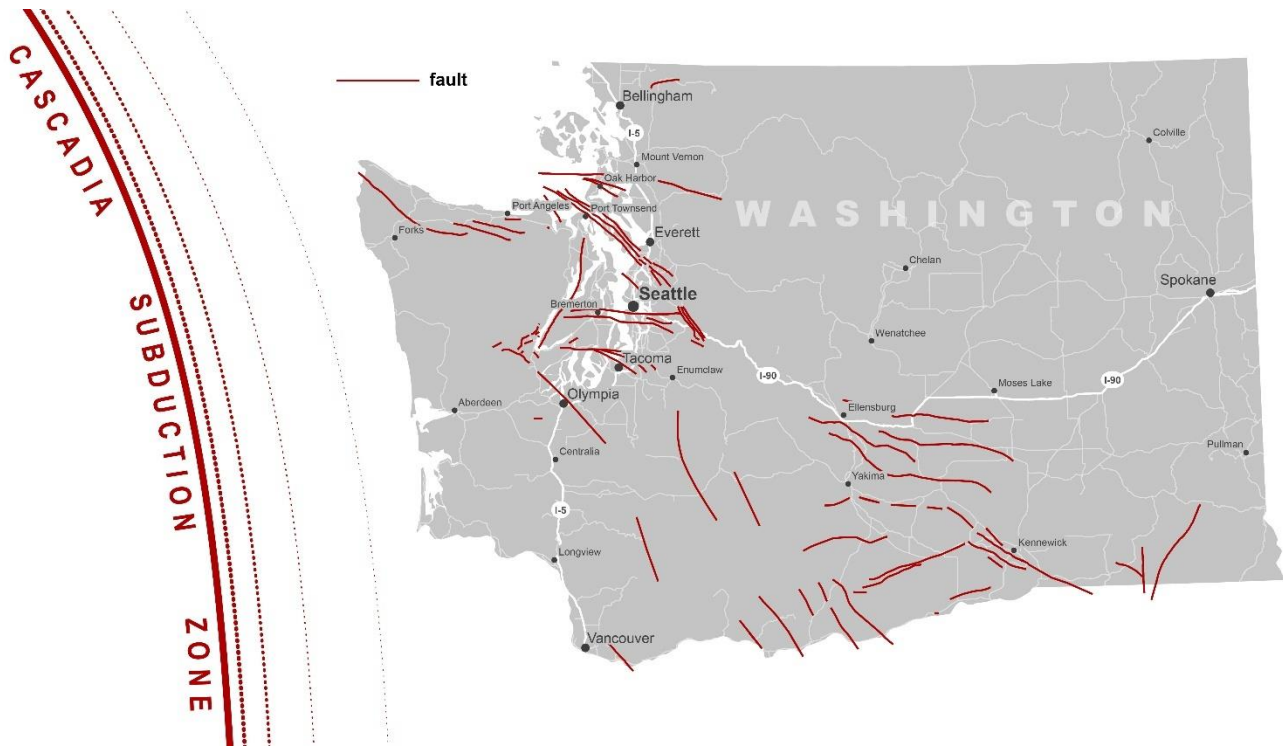 CASCADIA SUBDUCTION ZONE
fault
Bellingham
I-5
Mount Vernon
Colville
Oak Harbor
Port Angeles
Port Townsend
WASHINGTON
Forks
Everett
Chelan
Spokane
Seattle
Bremerton
Wenatchee
Tacoma
Enumclaw
I-90
I-90
Moses Lake
Olympia
Aberdeen
Ellensburg
Centralia
Pullman
Yakima
I-5
Longview
Kennewick
Vancouver